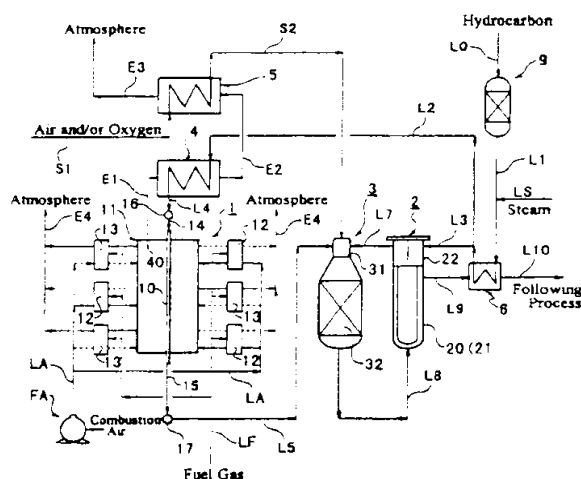 Hydrocarbon
Atmosphere
S2
L0
9
E3
5
L2
Air and/or Oxygen
4
S1
E2
L1
E1
L4
LS
Steam
Atmosphere
Atmosphere
16
1
3
L7
2
L3
E4
11
13
14
12
E4
L10
40
31
22
10
L9
6
Following
Process
12
13
32
20 (21
13
12
LA
15
LA
L8
FA
Combustion
Air
17
LF
L5
Fuel Gas